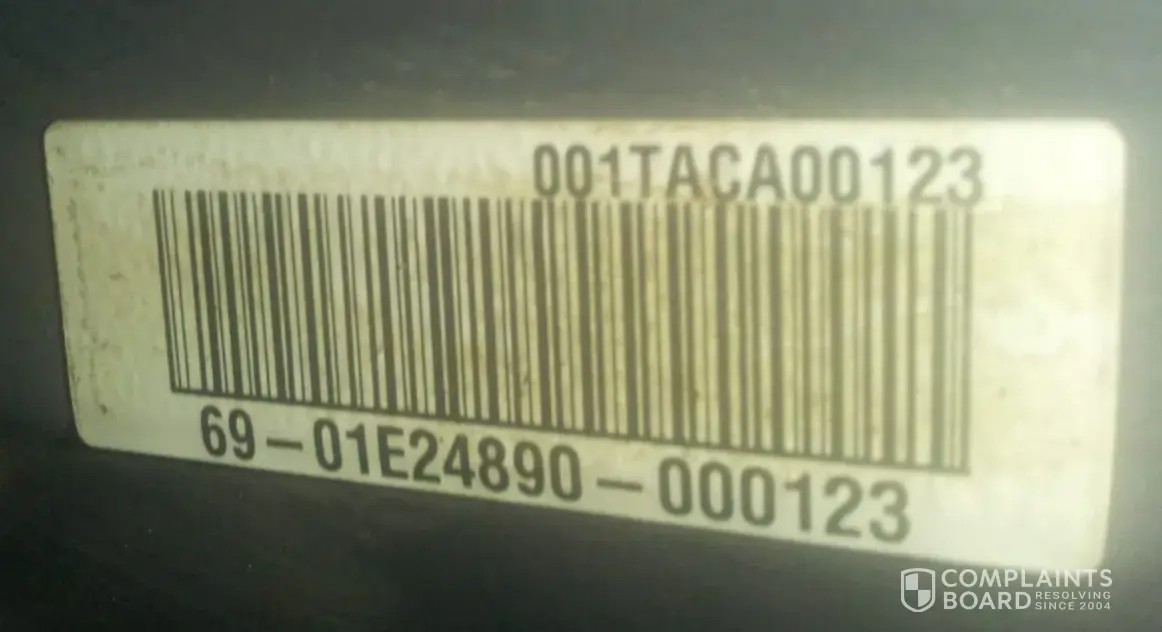 001TACA00123
69-01E24890-000123
COMPLAINTS
BOARD RESOLVING
SINCE 2004